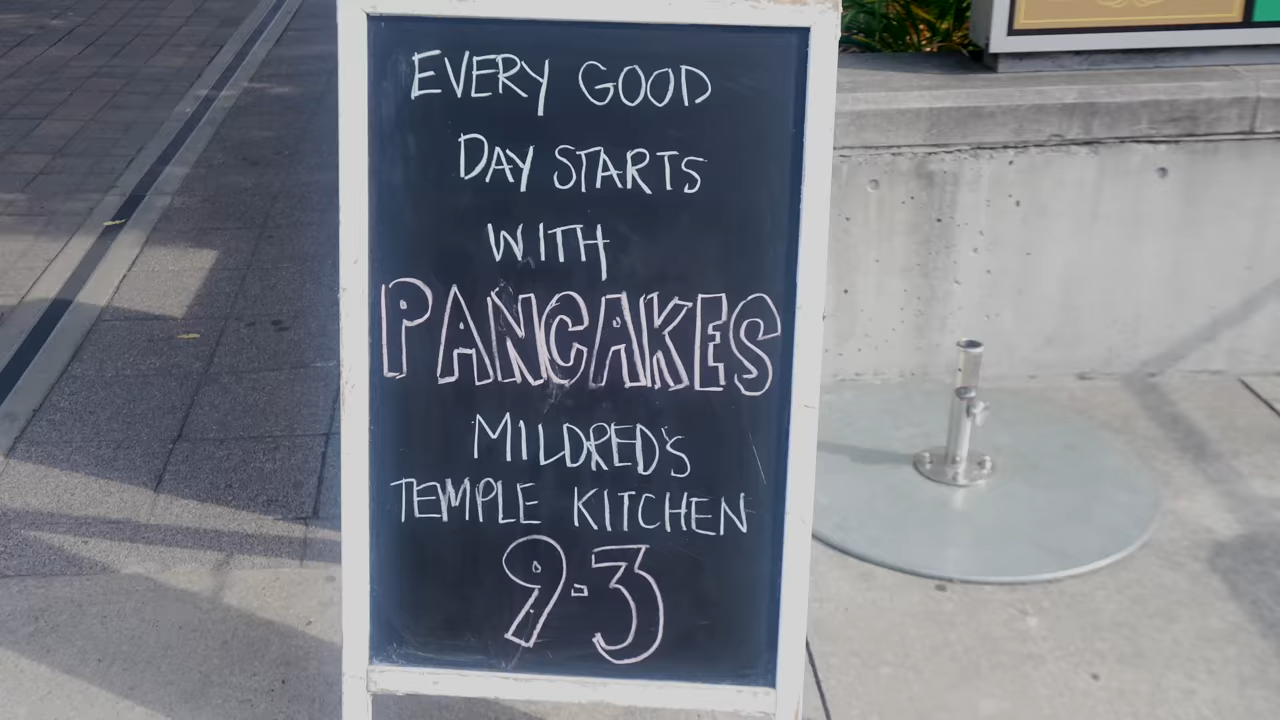 EVERY GOOD
DAY STARTS
WITH
PANCAKES
MILDRED'S
TEMPLE KITCHEN
9-3